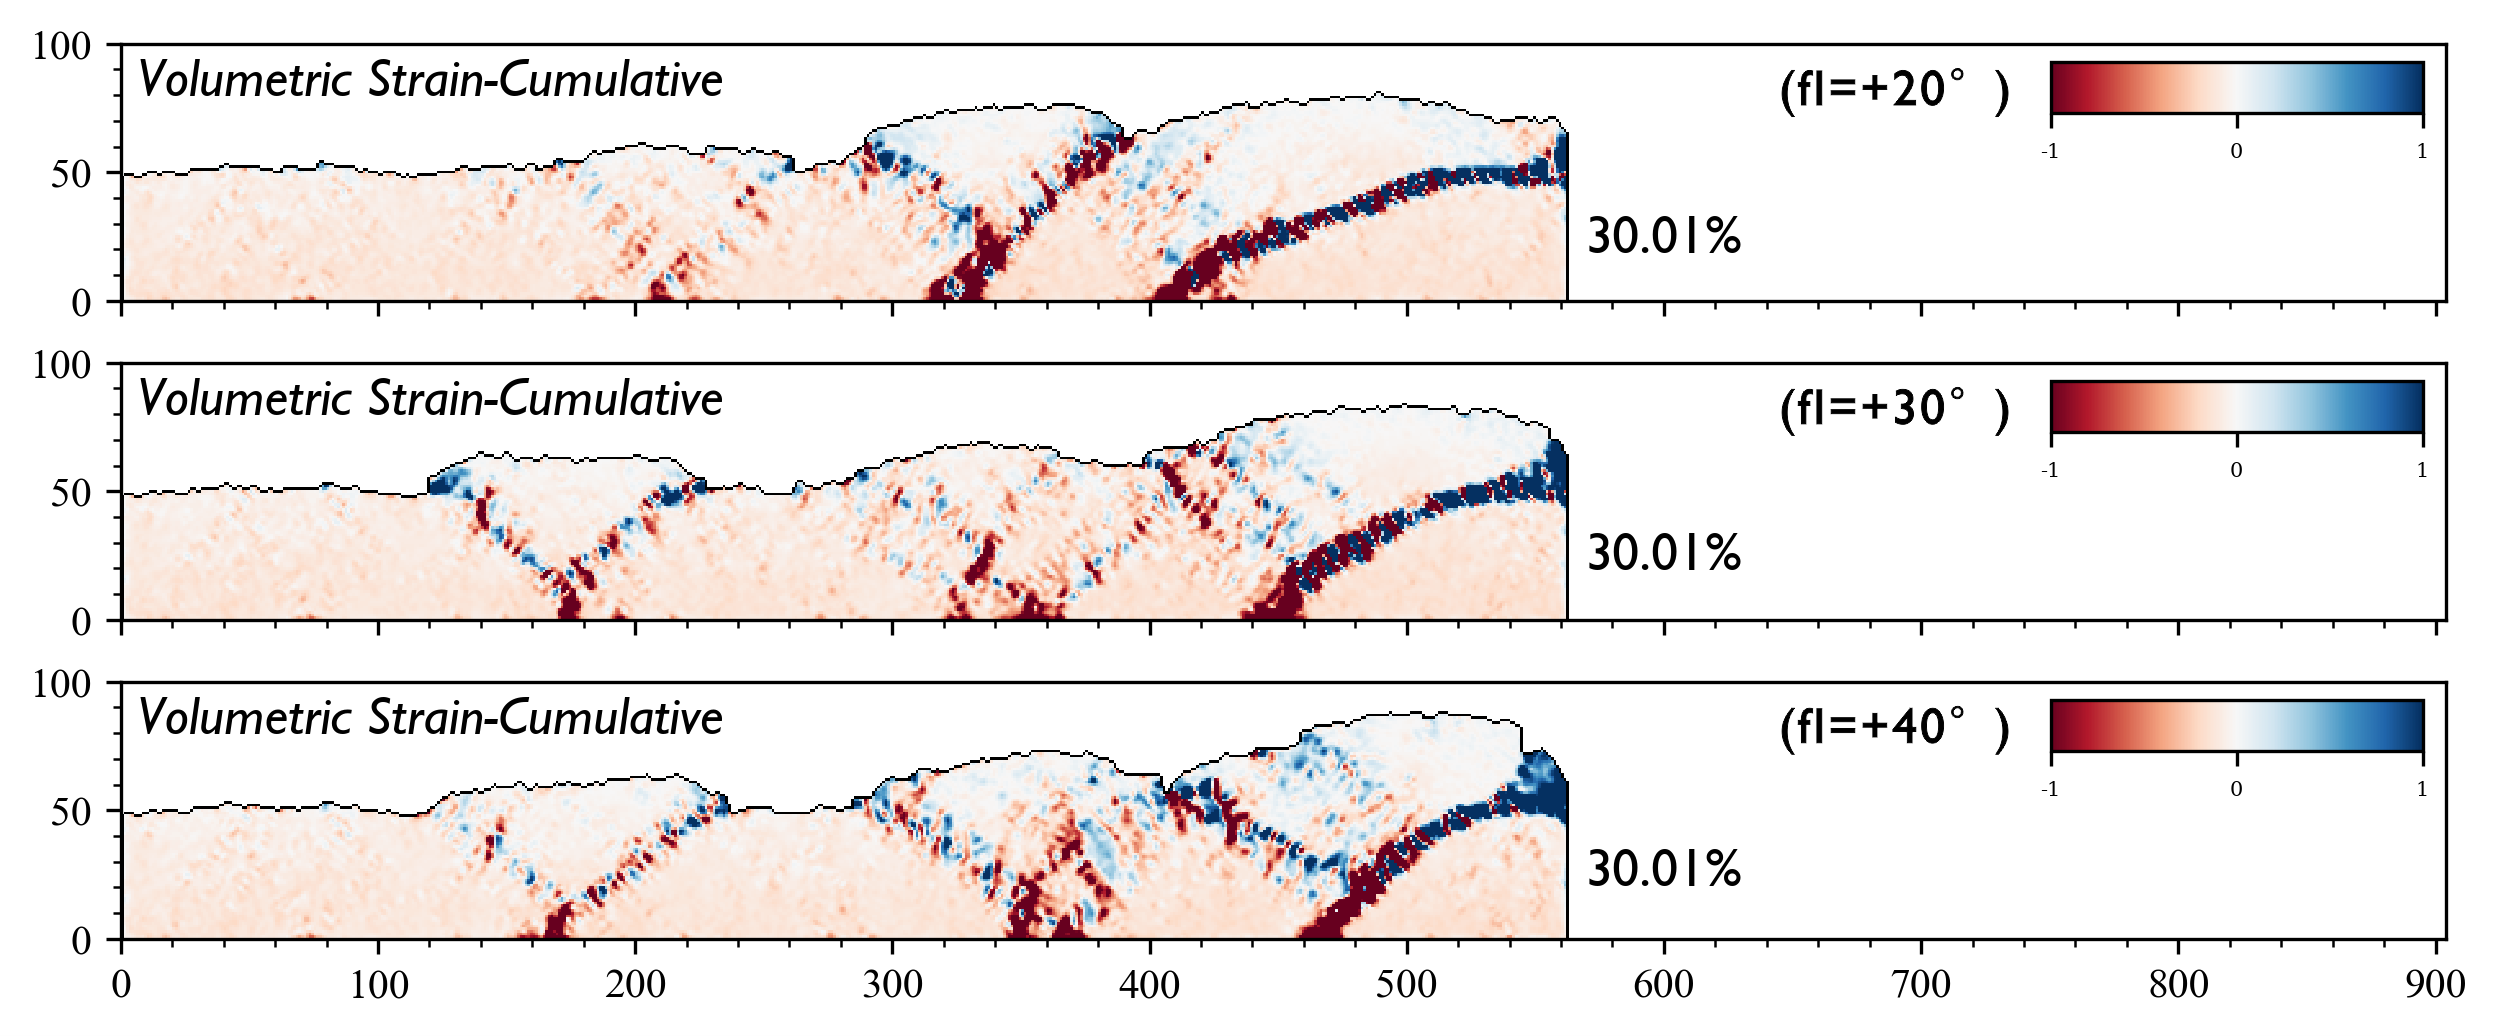 100
Volumetric Strain-Cumulative
(fl=+20° )
-1 0 1
50
30.01%
0
100
Volumetric Strain-Cumulative
(fl=+30° )
-1 0 1
50
30.01%
0
100
Volumetric Strain-Cumulative
(fl=+40° )
-1 0 1
50
30.01%
0
0 100 200 300 400 500 600 700 800 900